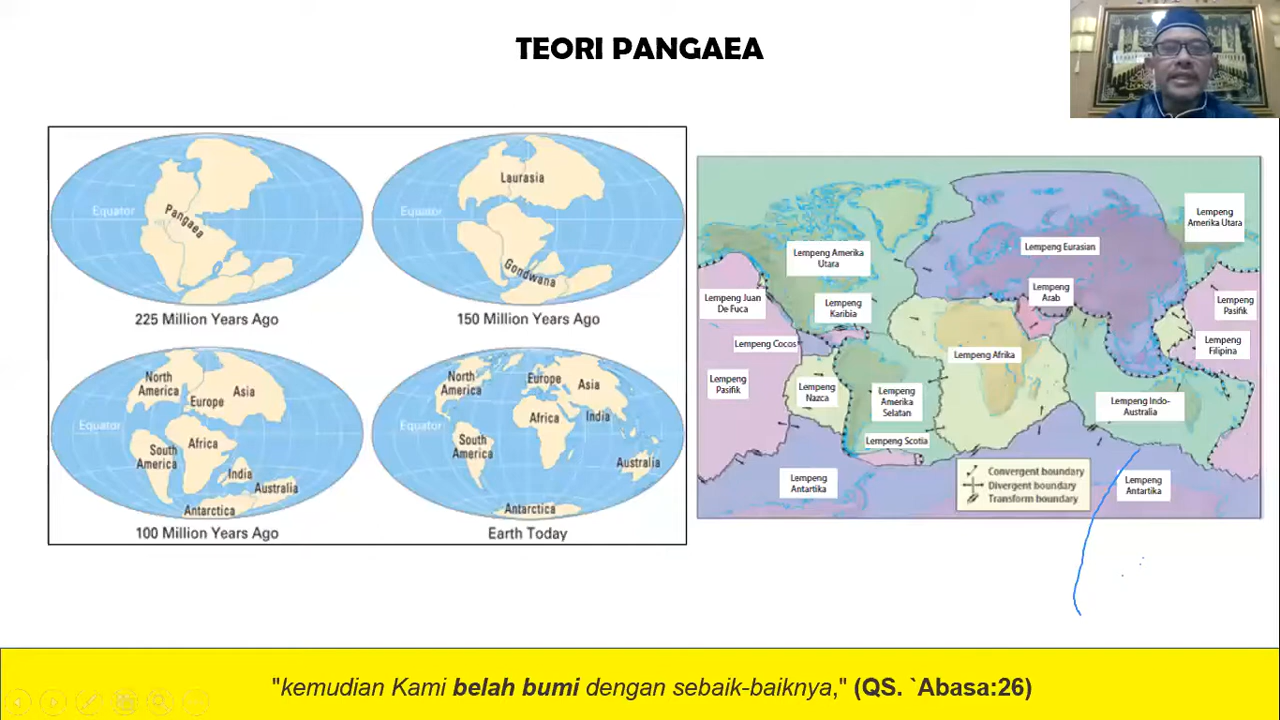 TEORI PANGAEA
Equator
Pangaea
225 Million Years Ago
Laurasia
Equator
Gondwana
150 Million Years Ago
North
America
Europe
Asia
Equator
Africa
South
America
India
Australia
Antarctica
100 Million Years Ago
North
America
Europe
Asia
Equator
Africa
India
South
America
Australia
Antarctica
Earth Today
Lempeng
Amerika Utara
Lempeng Amerika
Utara
Lempeng Eurasian
Lempeng
Arab
Lempeng Juan
De Fuca
Lempeng
Karibia
Lempeng
Pasifik
Lempeng Cocos
Lempeng
Filipina
Lempeng Afrika
Lempeng
Pasifik
Lempeng
Nazca
Lempeng
Amerika
Selatan
Lempeng Indo-
Australia
Lempeng Scotia
Lempeng
Antartika
Convergent boundary
Divergent boundary
Transform boundary
Lempeng
Antartika
"kemudian Kami belah bumi dengan sebaik-baiknya," (QS. `Abasa:26)